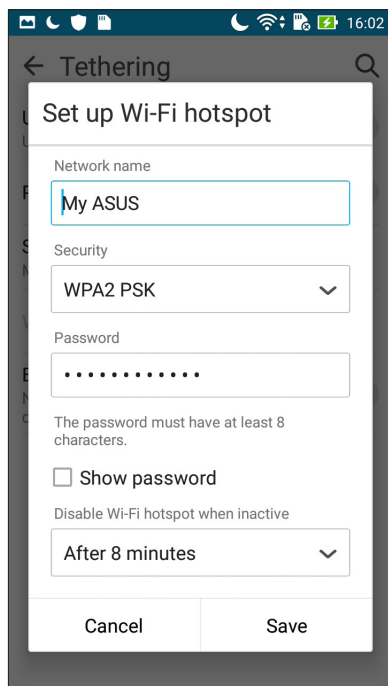 16:02
Tethering
Set up Wi-Fi hotspot
Network name
My ASUS
Security
WPA2 PSK
Password
••••••••••••
The password must have at least 8
characters.
Show password
Disable Wi-Fi hotspot when inactive
After 8 minutes
Cancel
Save